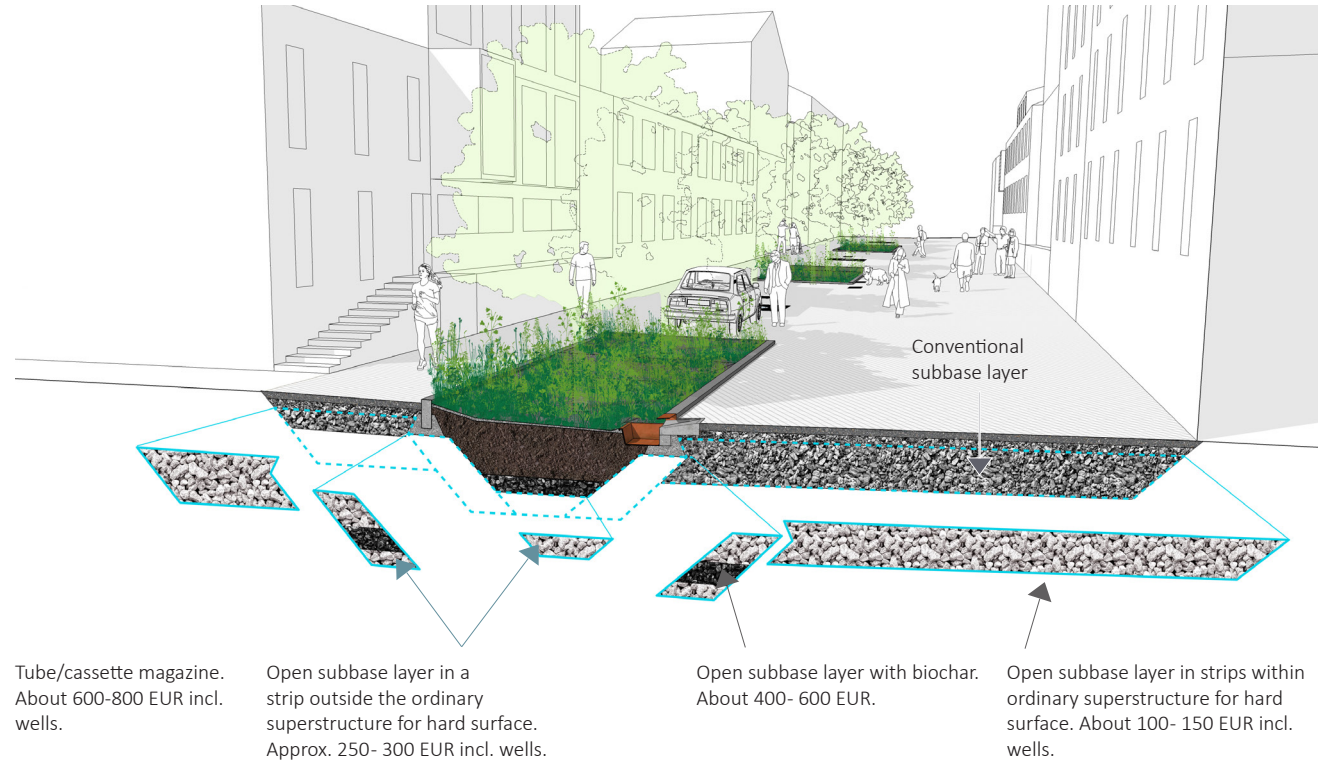 Conventional
subbase layer
Tube/cassette magazine.
About 600-800 EUR incl.
wells.
Open subbase layer in a
strip outside the ordinary
superstructure for hard surface.
Approx. 250- 300 EUR incl. wells.
Open subbase layer with biochar.
About 400- 600 EUR.
Open subbase layer in strips within
ordinary superstructure for hard
surface. About 100- 150 EUR incl.
wells.